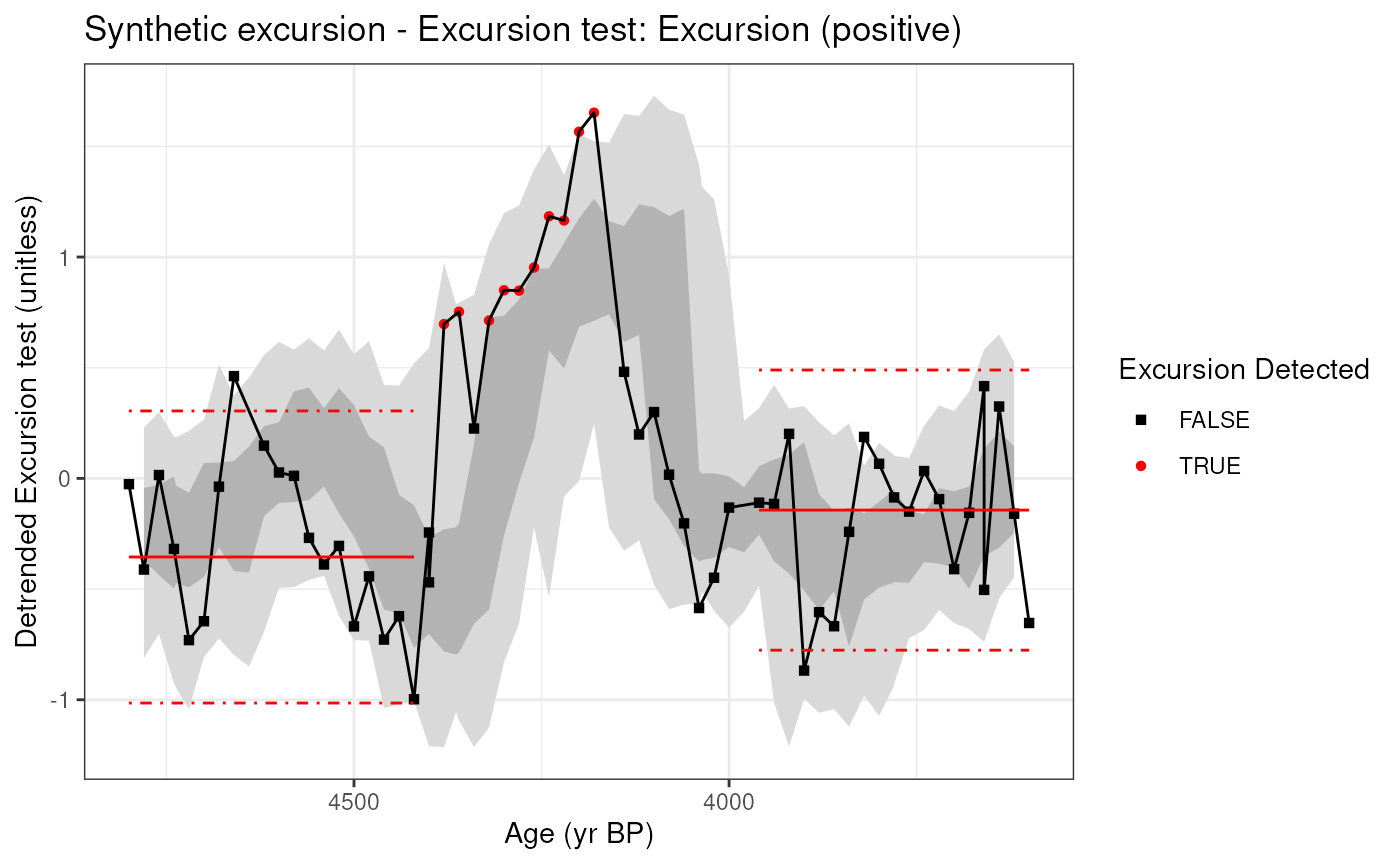 Synthetic excursion - Excursion test: Excursion (positive)
Detrended Excursion test (unitless)
1
0
-1
4500
4000
Age (yr BP)
Excursion Detected
FALSE
TRUE